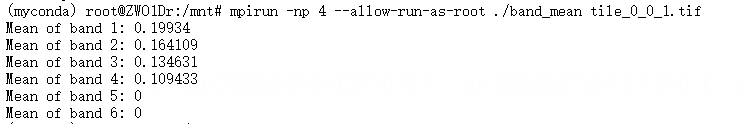 (myconda) root@ZWO1Dr:/mnt# mpirun -np 4 --allow-run-as-root ./band_mean tile_0_0_1.tif
Mean of band 1: 0.19934
Mean of band 2: 0.164109
Mean of band 3: 0.134631
Mean of band 4: 0.109433
Mean of band 5: 0
Mean of band 6: 0